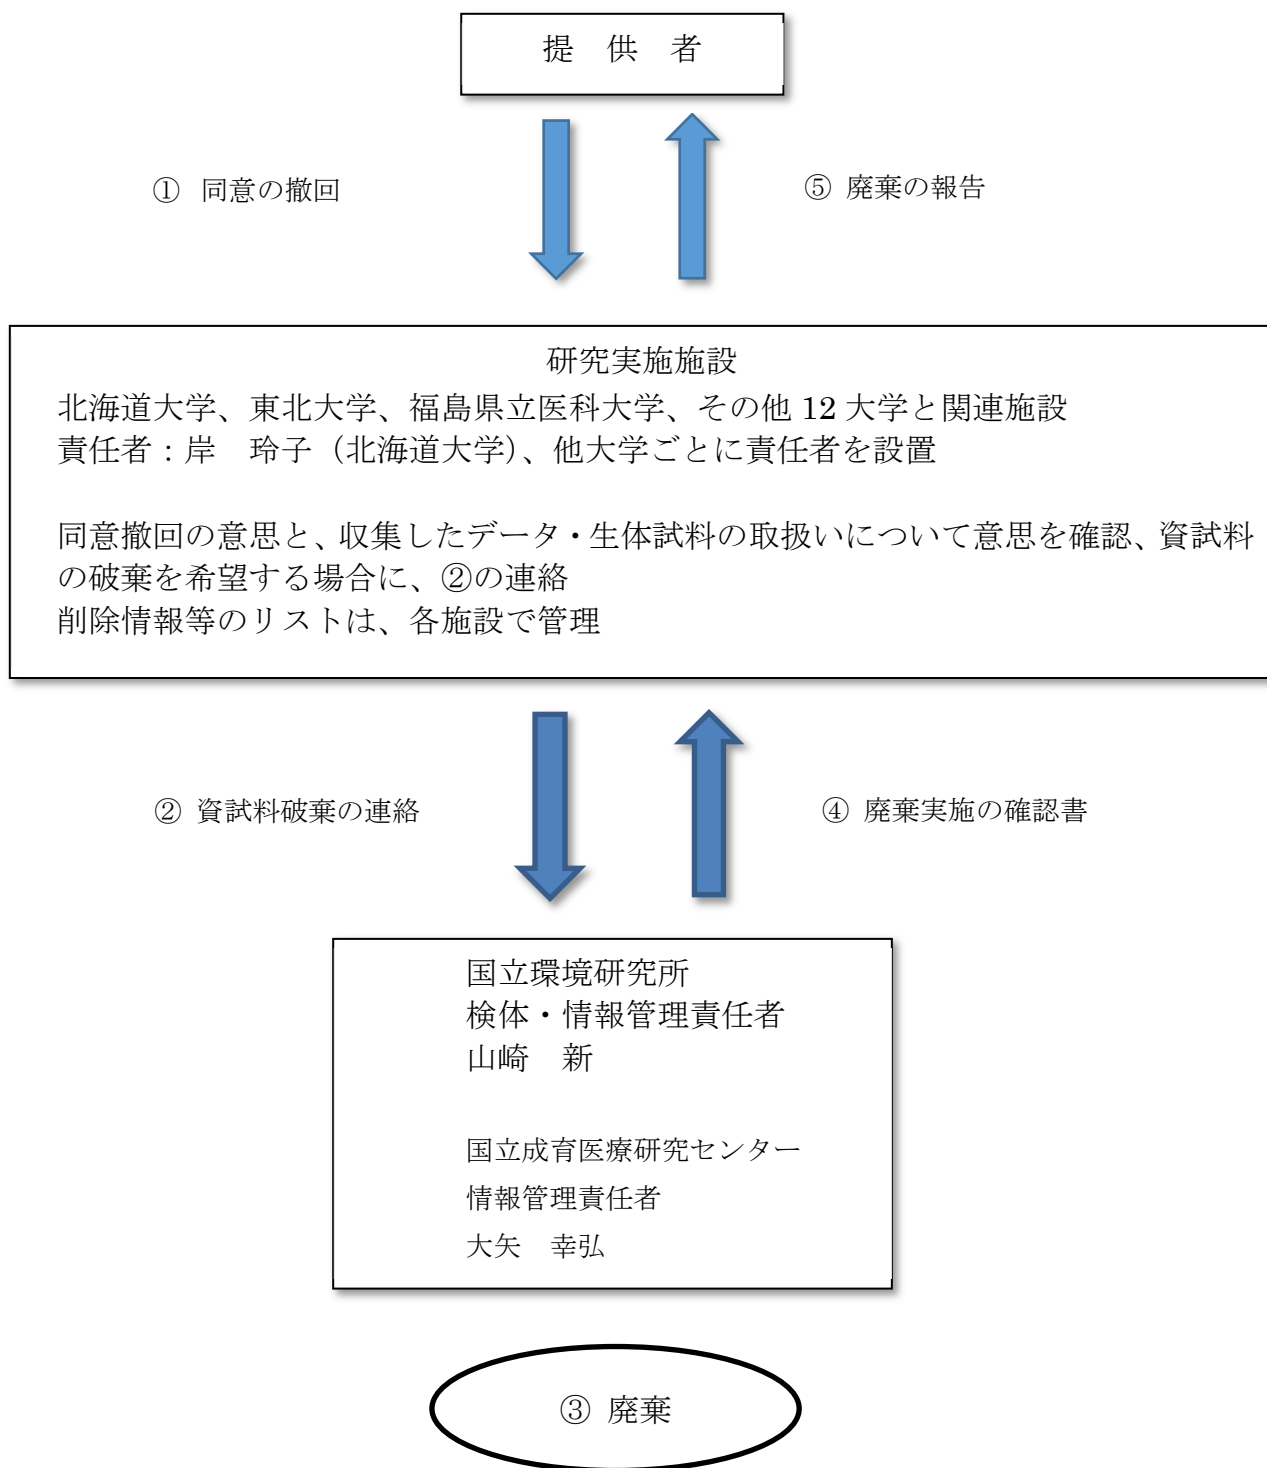 提　供　者
①　同意の撤回
⑤ 廃棄の報告
研究実施施設
北海道大学、東北大学、福島県立医科大学、その他 12 大学と関連施設
責任者：岸　玲子（北海道大学）、他大学ごとに責任者を設置
同意撤回の意思と、収集したデータ・生体試料の取扱いについて意思を確認、資試料
の破棄を希望する場合に、②の連絡
削除情報等のリストは、各施設で管理
② 資試料破棄の連絡
④ 廃棄実施の確認書
国立環境研究所
検体・情報管理責任者
山崎　新
国立成育医療研究センター
情報管理責任者
大矢　幸弘
③ 廃棄